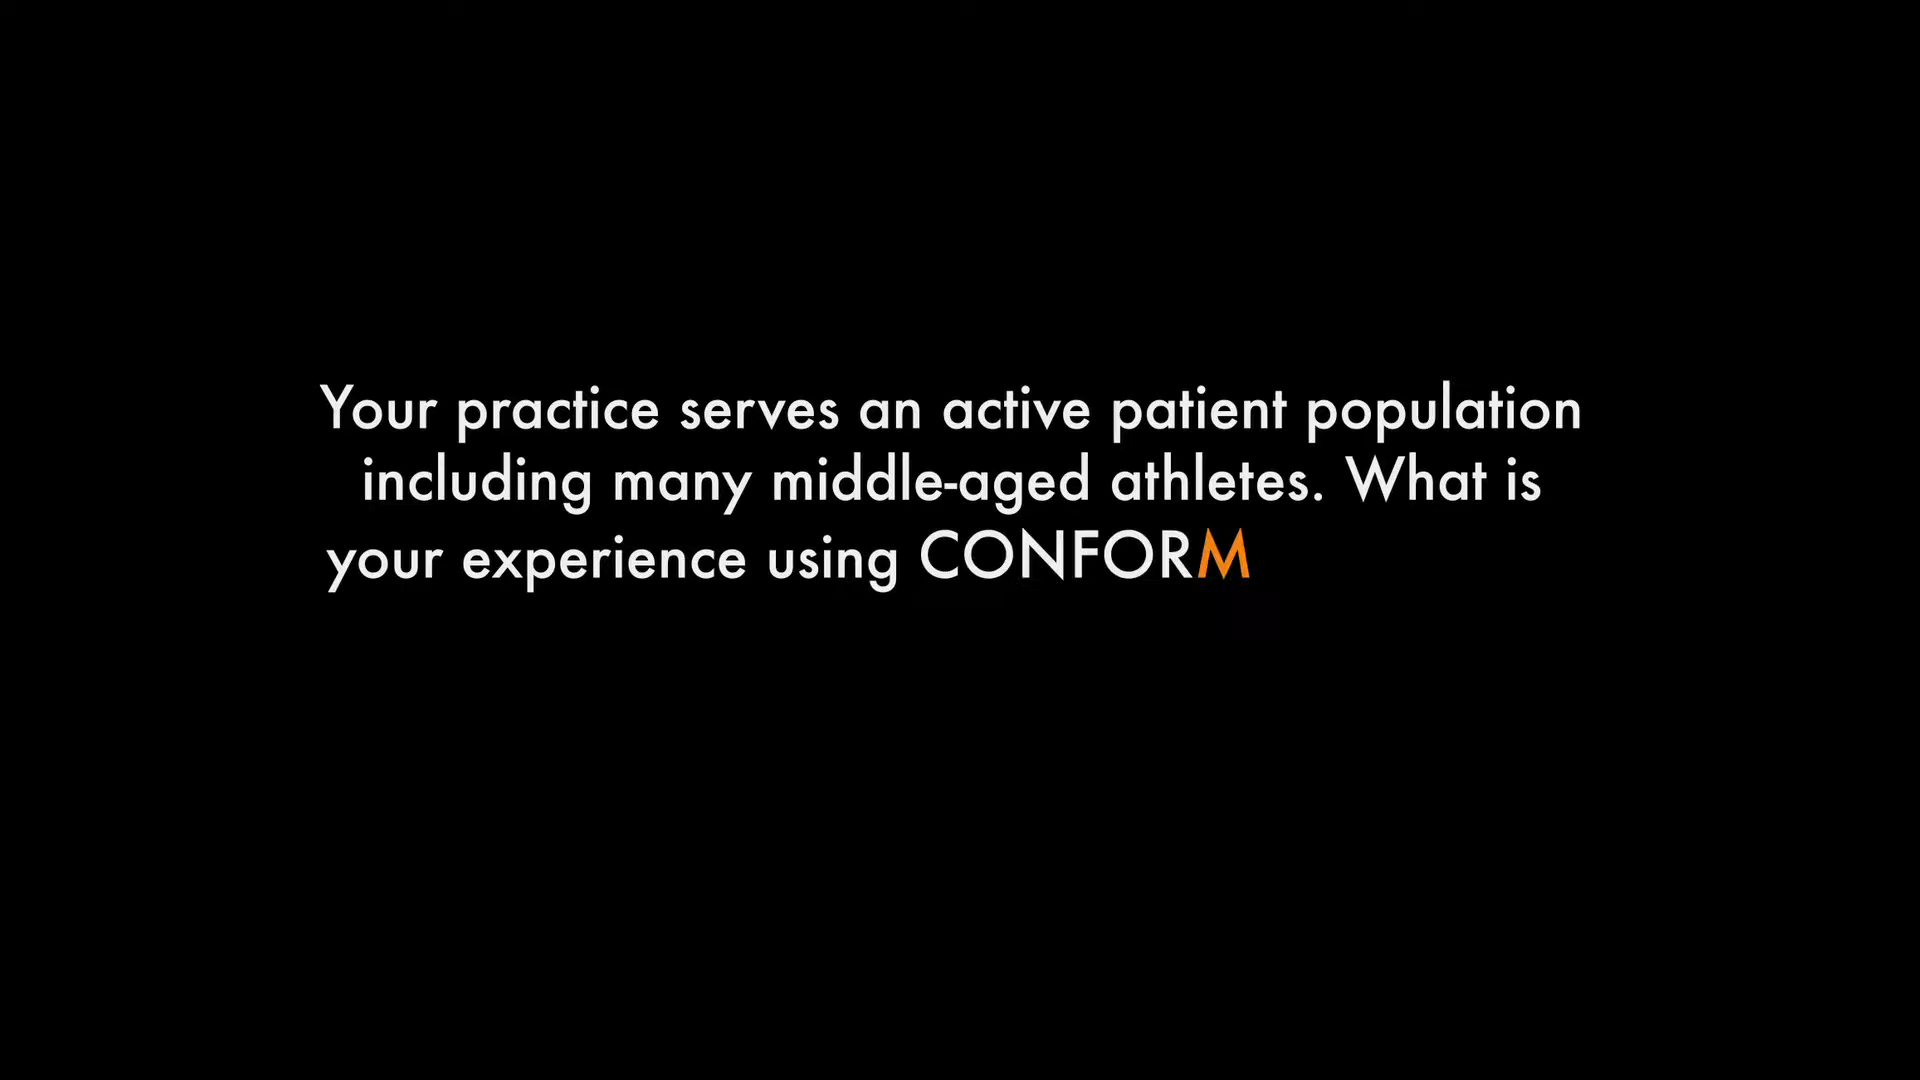 Your practice serves an active patient population
including many middle-aged athletes. What is
your experience using CONFORM